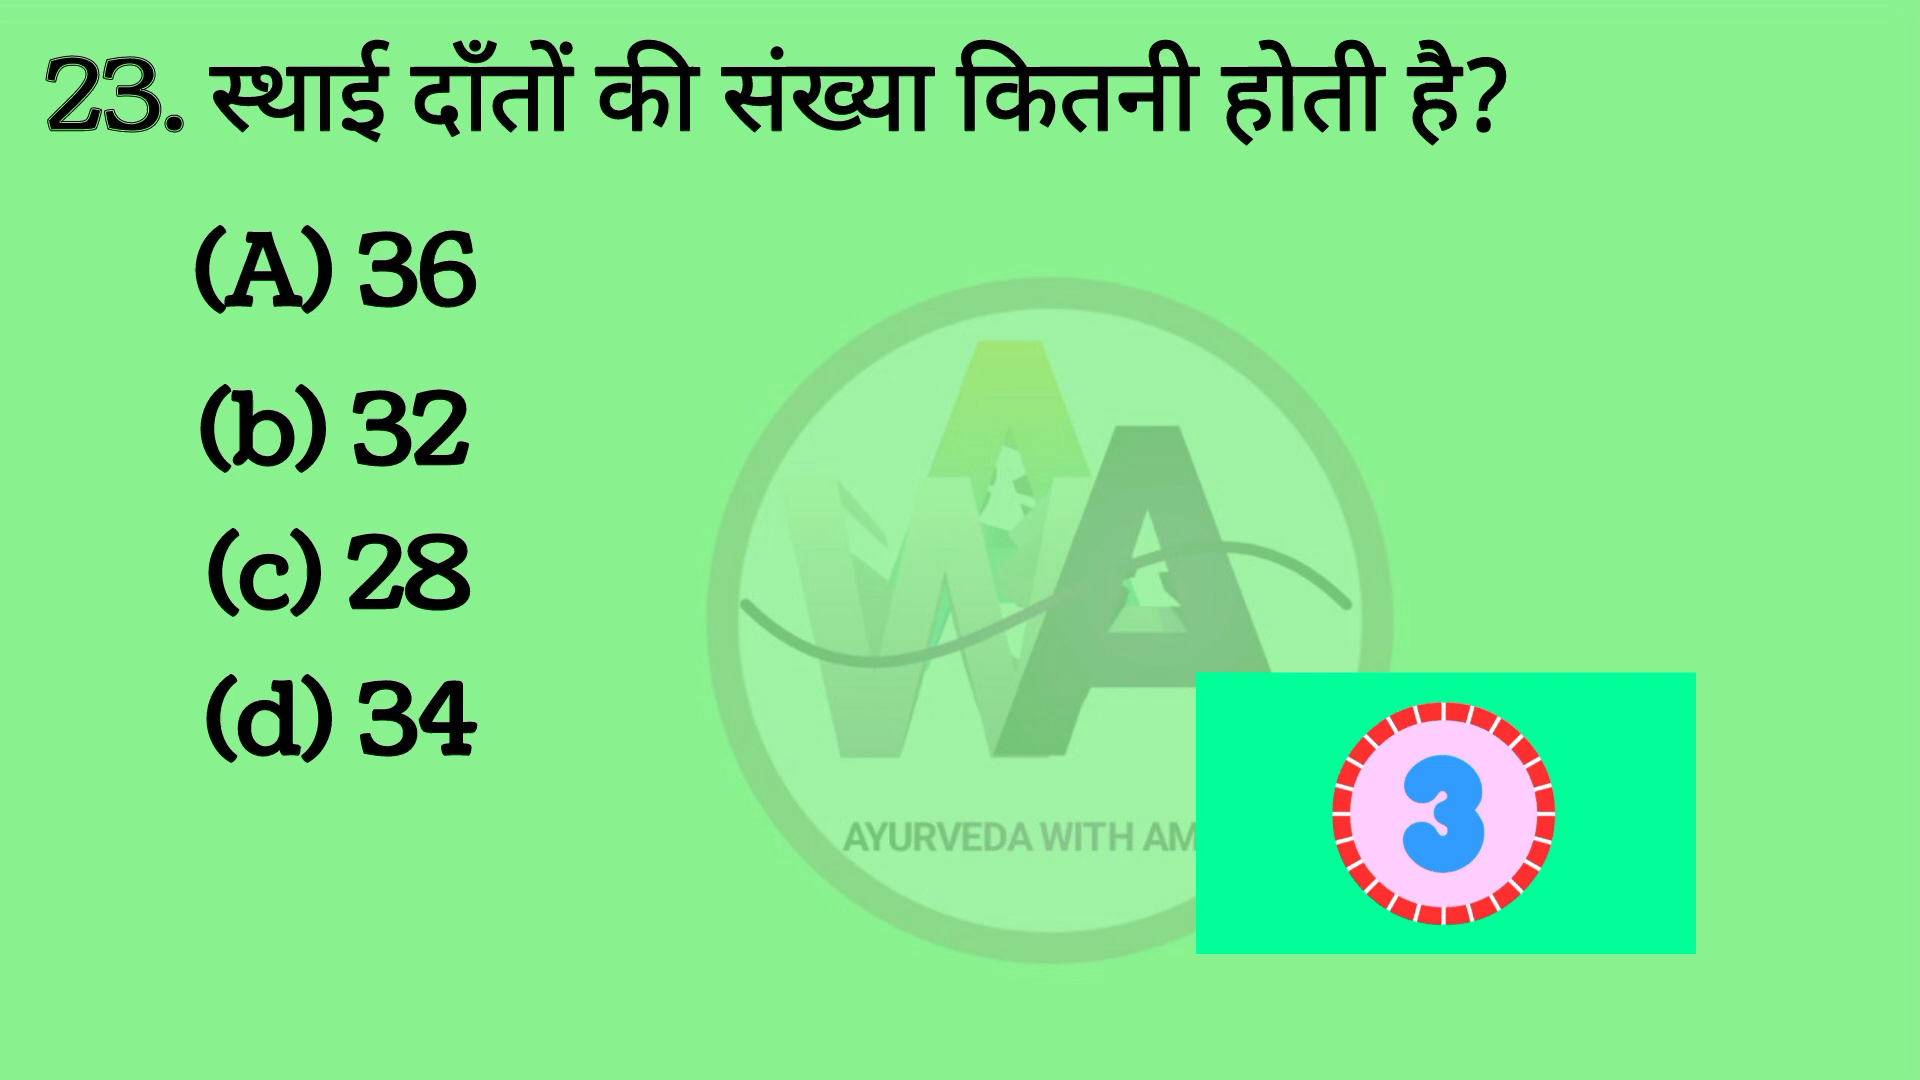 23. स्थाई दाँतों की संख्या कितनी होती है?
(A) 36
(b) 32
(c) 28
(d) 34
AYURVEDA WITH AM
3